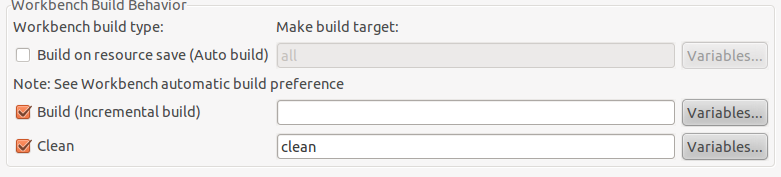 Workbench Build Behavior
Workbench build type: Make build target:
Build on resource save (Auto build) all Variables...
Note: See Workbench automatic build preference
Build (Incremental build) Variables...
Clean clean Variables...